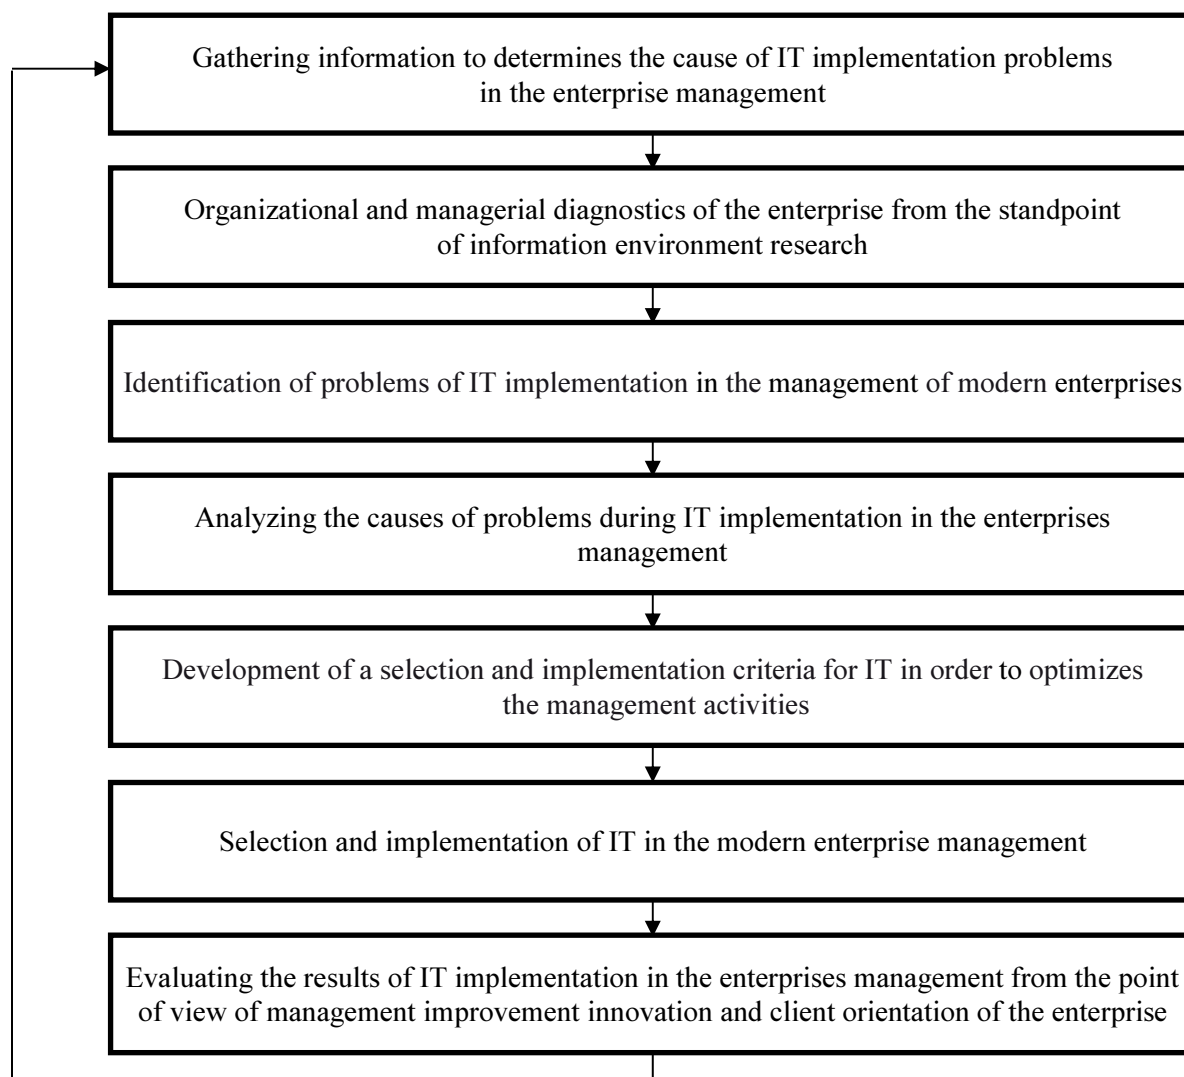 Gathering information to determines the cause of IT implementation problems
in the enterprise management
Organizational and managerial diagnostics of the enterprise from the standpoint
of information environment research
Identification of problems of IT implementation in the management of modern enterprises
Analyzing the causes of problems during IT implementation in the enterprises
management
Development of a selection and implementation criteria for IT in order to optimizes
the management activities
Selection and implementation of IT in the modern enterprise management
Evaluating the results of IT implementation in the enterprises management from the point
of view of management improvement innovation and client orientation of the enterprise